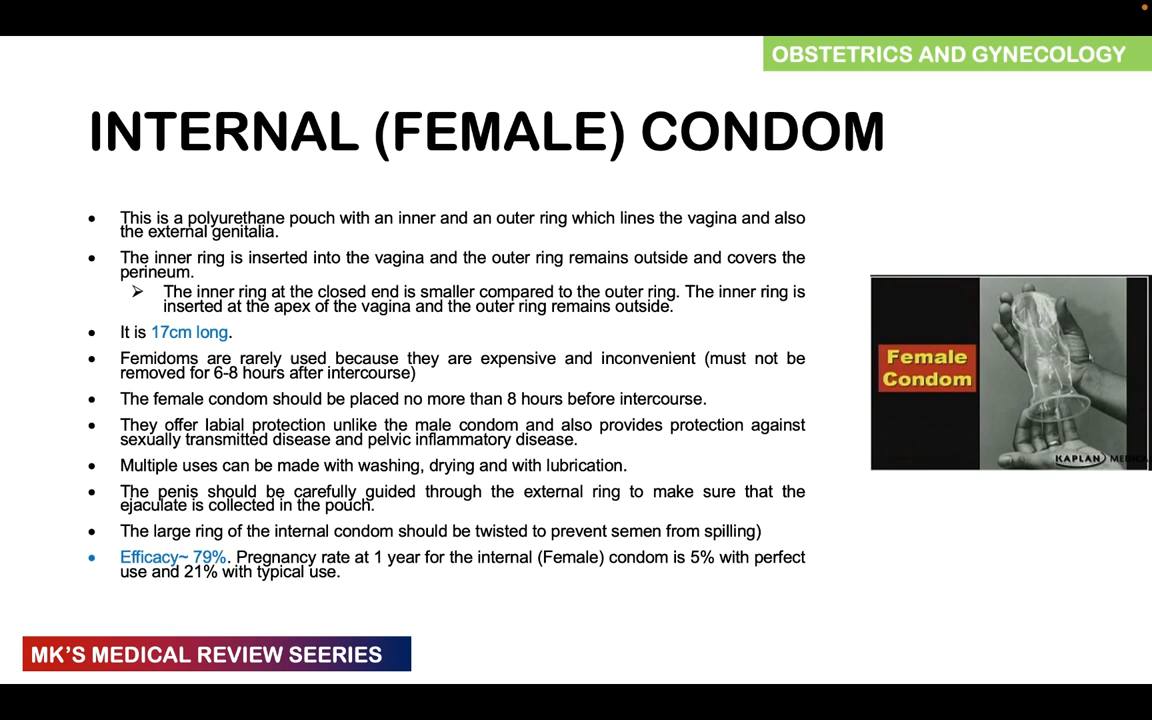 OBSTETRICS AND GYNECOLOGY
INTERNAL (FEMALE) CONDOM
• This is a polyurethane pouch with an inner and an outer ring which lines the vagina and also
the external genitalia.
• The inner ring is inserted into the vagina and the outer ring remains outside and covers the
perineum.
➢ The inner ring at the closed end is smaller compared to the outer ring. The inner ring is
inserted at the apex of the vagina and the outer ring remains outside.
• It is 17cm long.
• Femidoms are rarely used because they are expensive and inconvenient (must not be
removed for 6-8 hours after intercourse)
• The female condom should be placed no more than 8 hours before intercourse.
• They offer labial protection unlike the male condom and also provides protection against
sexually transmitted disease and pelvic inflammatory disease.
• Multiple uses can be made with washing, drying and with lubrication.
• The penis should be carefully guided through the external ring to make sure that the
ejaculate is collected in the pouch.
• The large ring of the internal condom should be twisted to prevent semen from spilling)
• Efficacy~ 79%. Pregnancy rate at 1 year for the internal (Female) condom is 5% with perfect
use and 21% with typical use.
Female
Condom
KAPLAN
MK'S MEDICAL REVIEW SEERIES